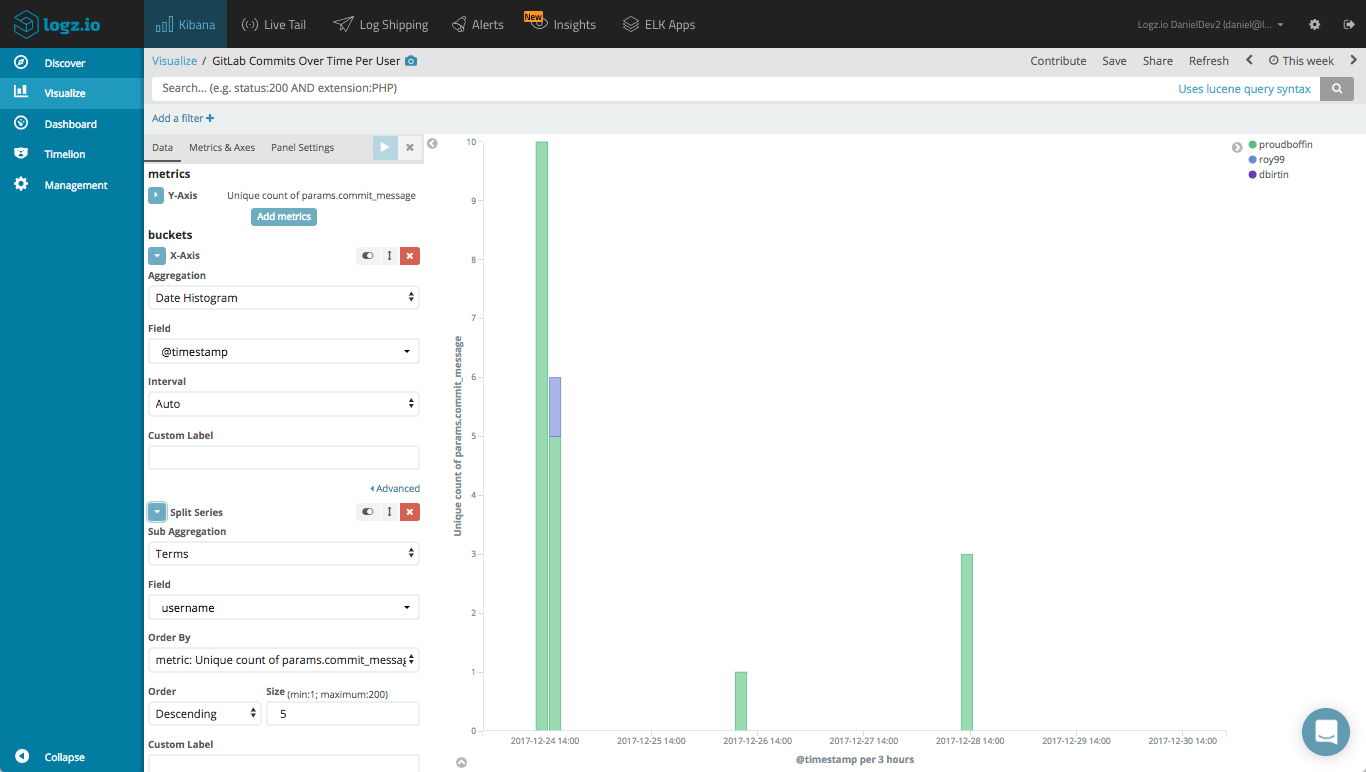 logz.io
Kibana
Live Tail
Log Shipping
Alerts
New
Insights
ELK Apps
Logz.io DanielDev2 (daniel@l...
Discover
Visualize
Dashboard
Timelion
Management
Collapse
Visualize / GitLab Commits Over Time Per User
Contribute Save Share Refresh This week
Search... (e.g. status:200 AND extension:PHP)
Uses lucene query syntax
Add a filter +
Data Metrics & Axes Panel Settings
metrics
Y-Axis Unique count of params.commit_message
Add metrics
buckets
X-Axis
Aggregation
Date Histogram
Field
@timestamp
Interval
Auto
Custom Label
Advanced
Split Series
Sub Aggregation
Terms
Field
username
Order By
metric: Unique count of params.commit_messag
Order Size (min:1; maximum:200)
Descending 5
Custom Label
Unique count of params.commit_message
10
9
8
7
6
5
4
3
2
1
0
2017-12-24 14:00 2017-12-25 14:00 2017-12-26 14:00 2017-12-27 14:00 2017-12-28 14:00 2017-12-29 14:00 2017-12-30 14:00
@timestamp per 3 hours
proudboffin
roy99
dbirtin